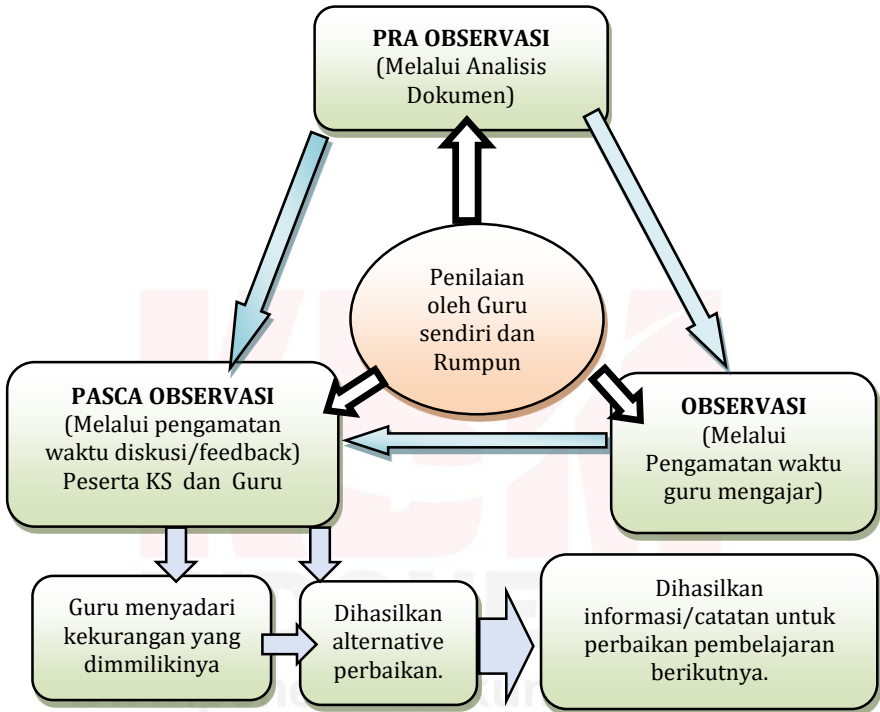 PRA OBSERVASI
(Melalui Analisis
Dokumen)
Penilaian
oleh Guru
sendiri dan
Rumpun
PASCA OBSERVASI
(Melalui pengamatan
waktu diskusi/feedback)
Peserta KS dan Guru
OBSERVASI
(Melalui
Pengamatan waktu
guru mengajar)
Guru menyadari
kekurangan yang
dimmilikinya
Dihasilkan
alternative
perbaikan.
Dihasilkan
informasi/catatan untuk
perbaikan pembelajaran
berikutnya.